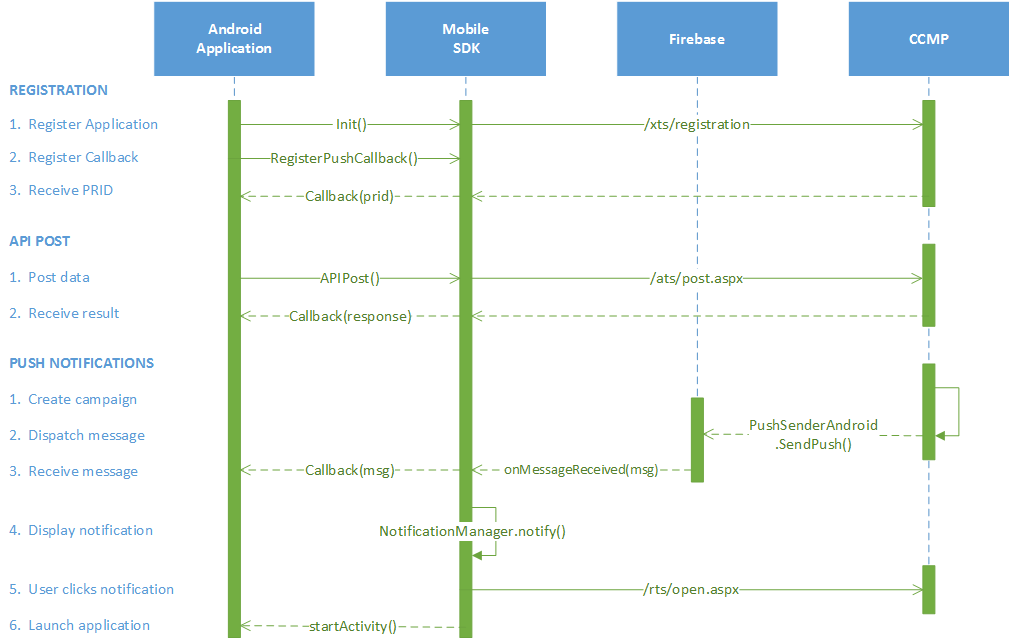 Android
Application
Mobile
SDK
Firebase
CCMP
REGISTRATION
1. Register Application
Init()
/xts/registration
2. Register Callback
RegisterPushCallback()
3. Receive PRID
Callback(prid)
API POST
1. Post data
APIPost()
/ats/post.aspx
2. Receive result
Callback(response)
PUSH NOTIFICATIONS
1. Create campaign
2. Dispatch message
PushSenderAndroid
.SendPush()
3. Receive message
Callback(msg)
onMessageReceived(msg)
4. Display notification
NotificationManager.notify()
5. User clicks notification
/rts/open.aspx
6. Launch application
startActivity()